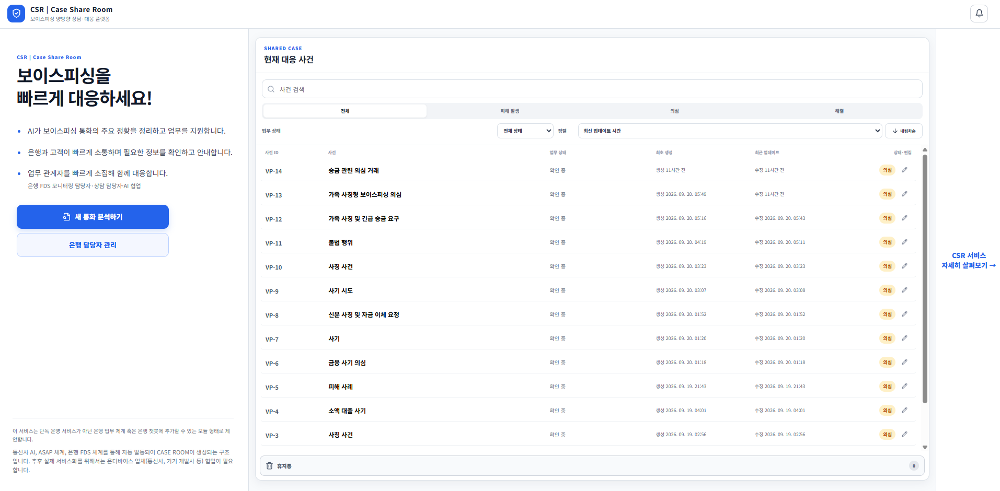 CSR | Case Share Room
보이스피싱 양방향 상담·대응 플랫폼
CSR | Case Share Room
보이스피싱을
빠르게 대응하세요!
AI가 보이스피싱 통화의 주요 정황을 정리하고 업무를 지원합니다.
은행과 고객이 빠르게 소통하며 필요한 정보를 확인하고 안내합니다.
업무 관계자를 빠르게 소집해 함께 대응합니다.
은행 FDS 모니터링 담당자·상담 담당자·AI 협업
새 통화 분석하기
은행 담당자 관리
이 서비스는 단독 운영 서비스가 아닌 은행 업무 체계 혹은 은행 챗봇에 추가할 수 있는 모듈 형태로 제
안합니다.
통신사 AI, ASAP 체계, 은행 FDS 체계를 통해 자동 발동되어 CASE ROOM이 생성되는 구조
입니다. 추후 실제 서비스화를 위해서는 온디바이스 업체(통신사, 기기 개발사 등) 협업이 필요
합니다.
SHARED CASE
현재 대응 사건
사건 검색
전체 피해 발생 의심 해결
업무 상태 전체 상태 정렬 최신 업데이트 시간 내림차순
사건 ID 사건 업무 상태 최초 생성 최근 업데이트 상태·편집
VP-14 송금 관련 의심 거래 확인 중 생성 11시간 전 수정 11시간 전 의심
VP-13 가족 사칭형 보이스피싱 의심 확인 중 생성 2026. 09. 20. 05:49 수정 11시간 전 의심
VP-12 가족 사칭 및 긴급 송금 요구 확인 중 생성 2026. 09. 20. 05:16 수정 2026. 09. 20. 05:43 의심
VP-11 불법 행위 확인 중 생성 2026. 09. 20. 04:19 수정 2026. 09. 20. 05:11 의심
VP-10 사칭 사건 확인 중 생성 2026. 09. 20. 03:23 수정 2026. 09. 20. 03:23 의심
VP-9 사기 시도 확인 중 생성 2026. 09. 20. 03:07 수정 2026. 09. 20. 03:08 의심
VP-8 신분 사칭 및 자금 이체 요청 확인 중 생성 2026. 09. 20. 01:52 수정 2026. 09. 20. 01:52 의심
VP-7 사기 확인 중 생성 2026. 09. 20. 01:20 수정 2026. 09. 20. 01:20 의심
VP-6 금융 사기 의심 확인 중 생성 2026. 09. 20. 01:18 수정 2026. 09. 20. 01:18 의심
VP-5 피해 사례 확인 중 생성 2026. 09. 19. 21:43 수정 2026. 09. 19. 21:43 의심
VP-4 소액 대출 사기 확인 중 생성 2026. 09. 19. 04:01 수정 2026. 09. 19. 04:01 의심
VP-3 사칭 사건 확인 중 생성 2026. 09. 19. 02:56 수정 2026. 09. 19. 02:56 의심
휴지통 0
CSR 서비스
자세히 살펴보기 →